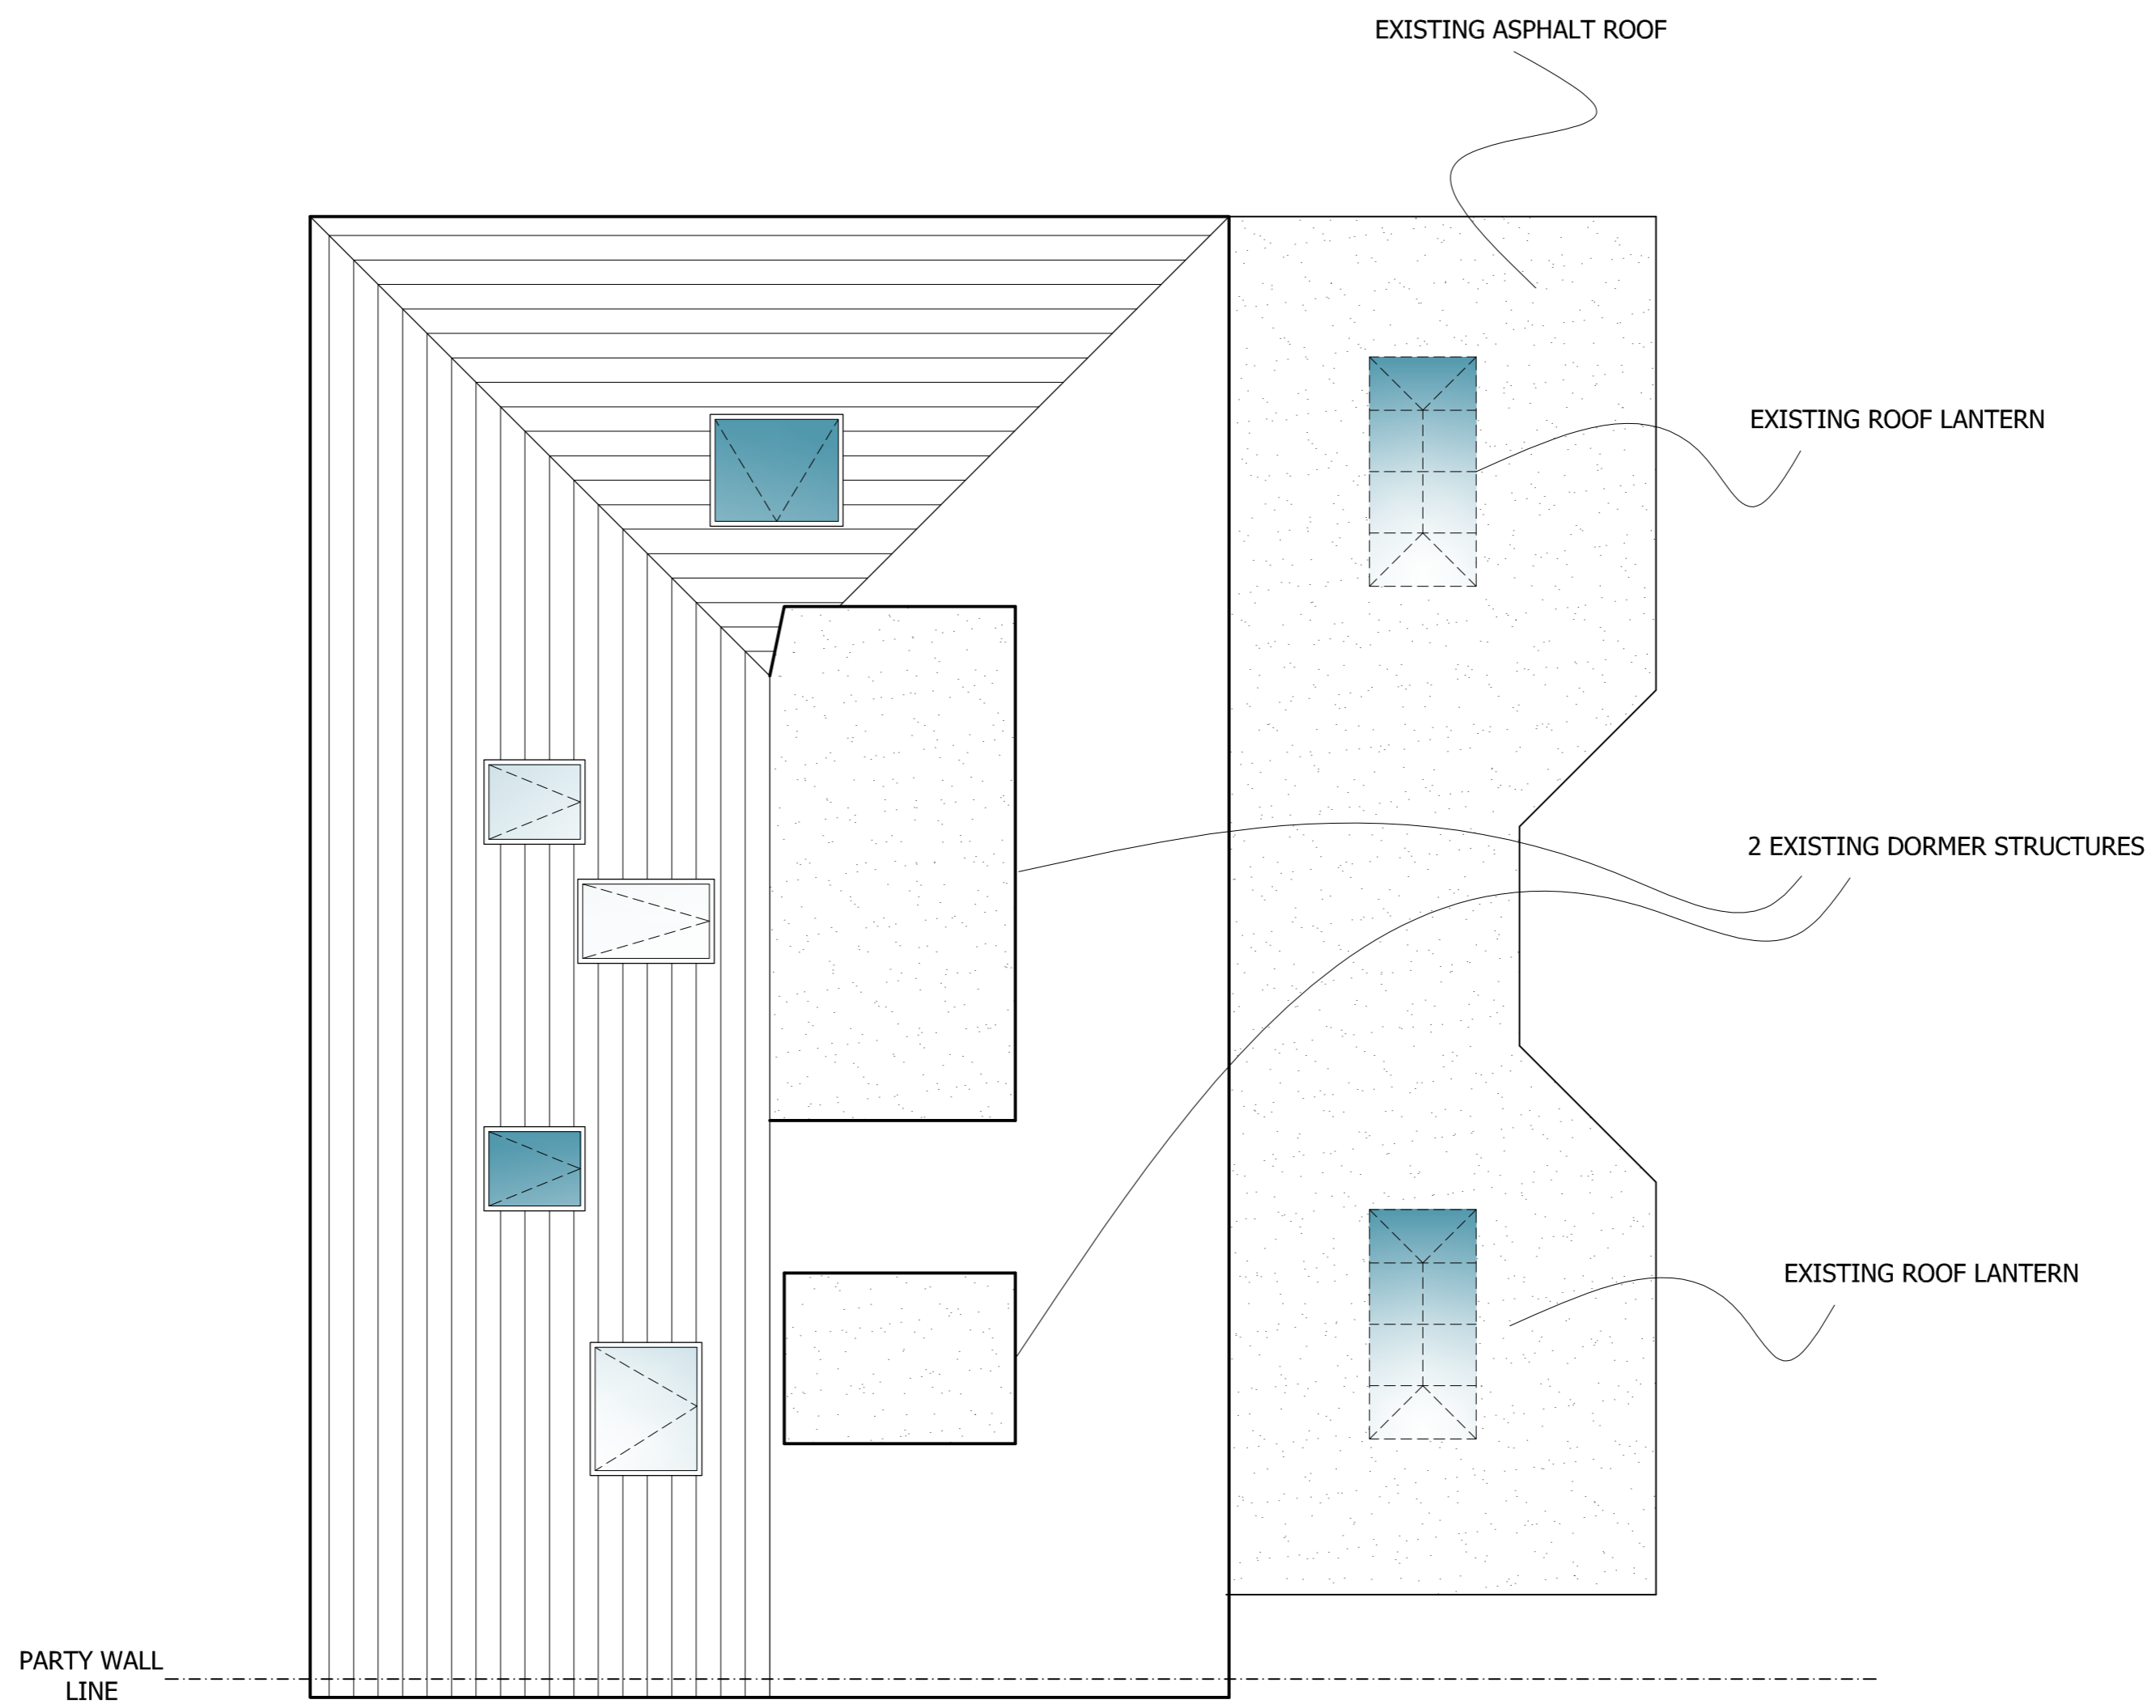 EXISTING ASPHALT ROOF
EXISTING ROOF LANTERN
2 EXISTING DORMER STRUCTURES
EXISTING ROOF LANTERN
PARTY WALL
LINE